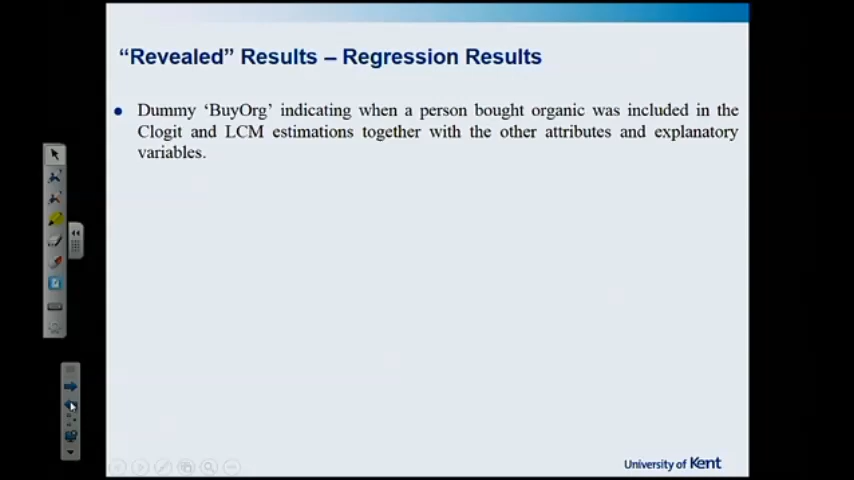 “Revealed” Results – Regression Results
Dummy ‘BuyOrg’ indicating when a person bought organic was included in the
Clogit and LCM estimations together with the other attributes and explanatory
variables.
University of Kent